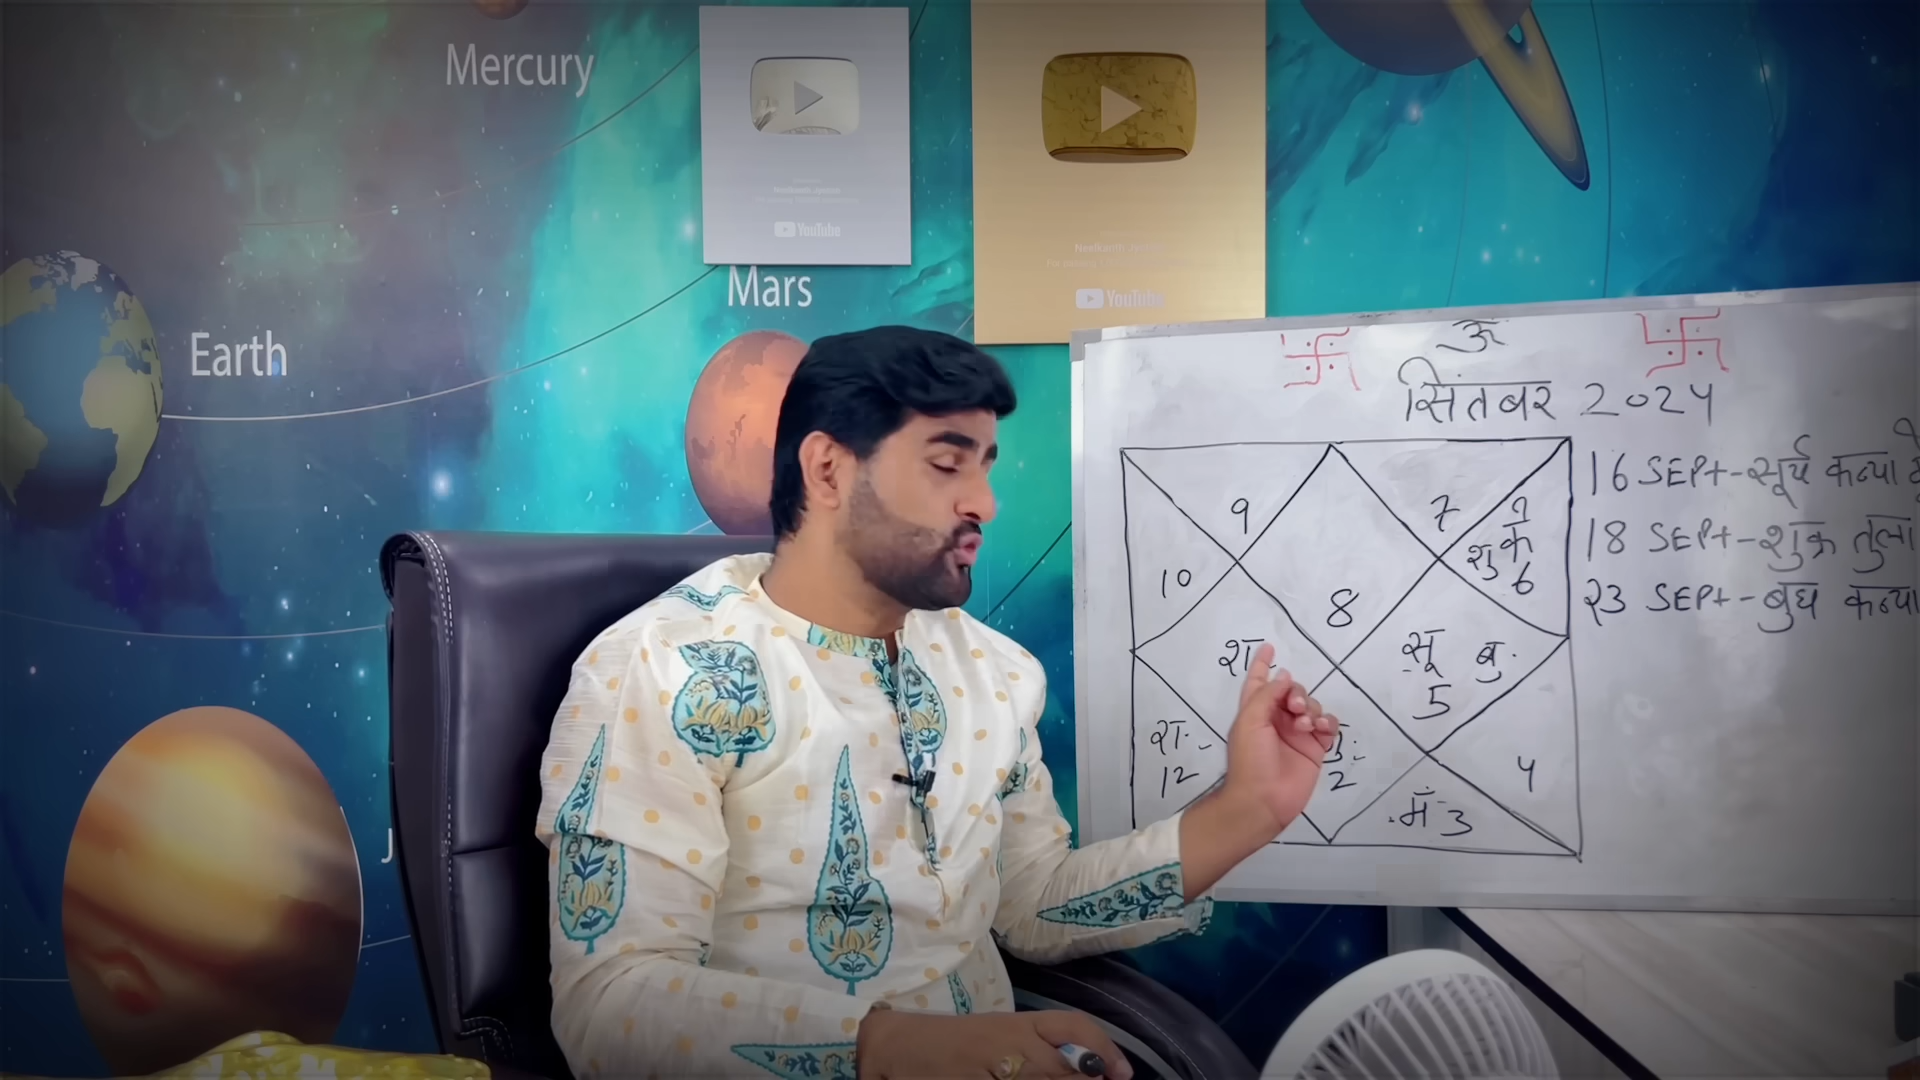 Mercury
YouTube
Neelkanth
YouTube
Mars
Earth
J
ॐ
सितंबर 2024
16 SEPT - सूर्य कन्या
18 SEPT - शुक्र तुला
23 SEPT - बुध कन्या
9
7
के
शु
6
10
8
श
सू बु.
5
रा.
12
2
4
मं 3